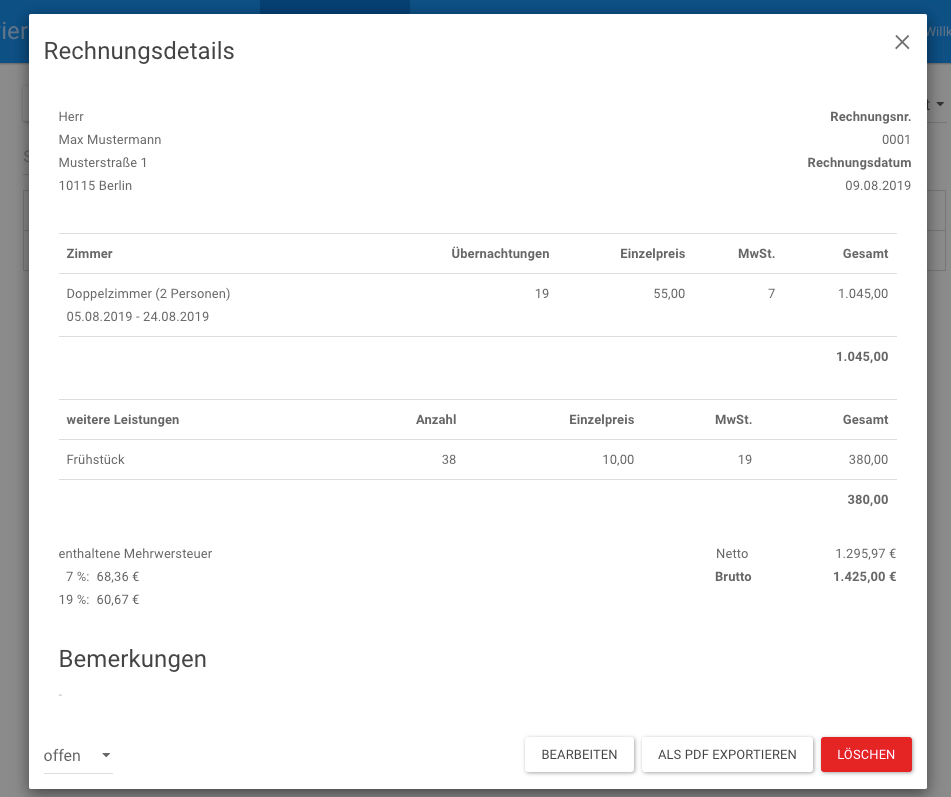 Rechnungsdetails
Herr
Max Mustermann
Musterstraße 1
10115 Berlin
Rechnungsnr.
0001
Rechnungsdatum
09.08.2019
Zimmer Übernachtungen Einzelpreis MwSt. Gesamt
Doppelzimmer (2 Personen) 19 55,00 7 1.045,00
05.08.2019 - 24.08.2019
1.045,00
weitere Leistungen Anzahl Einzelpreis MwSt. Gesamt
Frühstück 38 10,00 19 380,00
380,00
enthaltene Mehrwersteuer
7 %: 68,36 €
19 %: 60,67 €
Netto 1.295,97 €
Brutto 1.425,00 €
Bemerkungen
-
offen
BEARBEITEN
ALS PDF EXPORTIEREN
LÖSCHEN